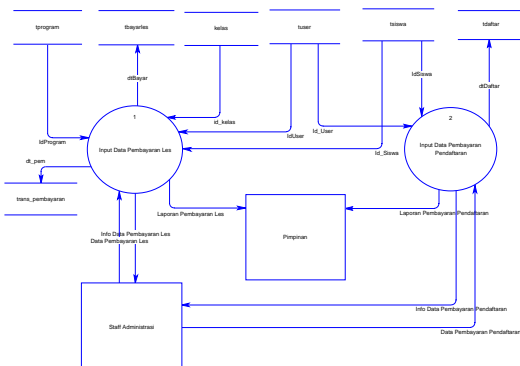 tprogram
tbayarles
kelas
tuser
tsiswa
tdaftar
dtBayar
IdSiswa
dtDaftar
id_kelas
IdUser
Id_User
IdProgram
1
Input Data Pembayaran Les
2
Input Data Pembayaran
Pendaftaran
Id_Siswa
dt_pem
trans_pembayaran
Laporan Pembayaran Les
Pimpinan
Laporan Pembayaran Pendaftaran
Info Data Pembayaran Les
Data Pembayaran Les
Staff Administrasi
Info Data Pembayaran Pendaftaran
Data Pembayaran Pendaftaran